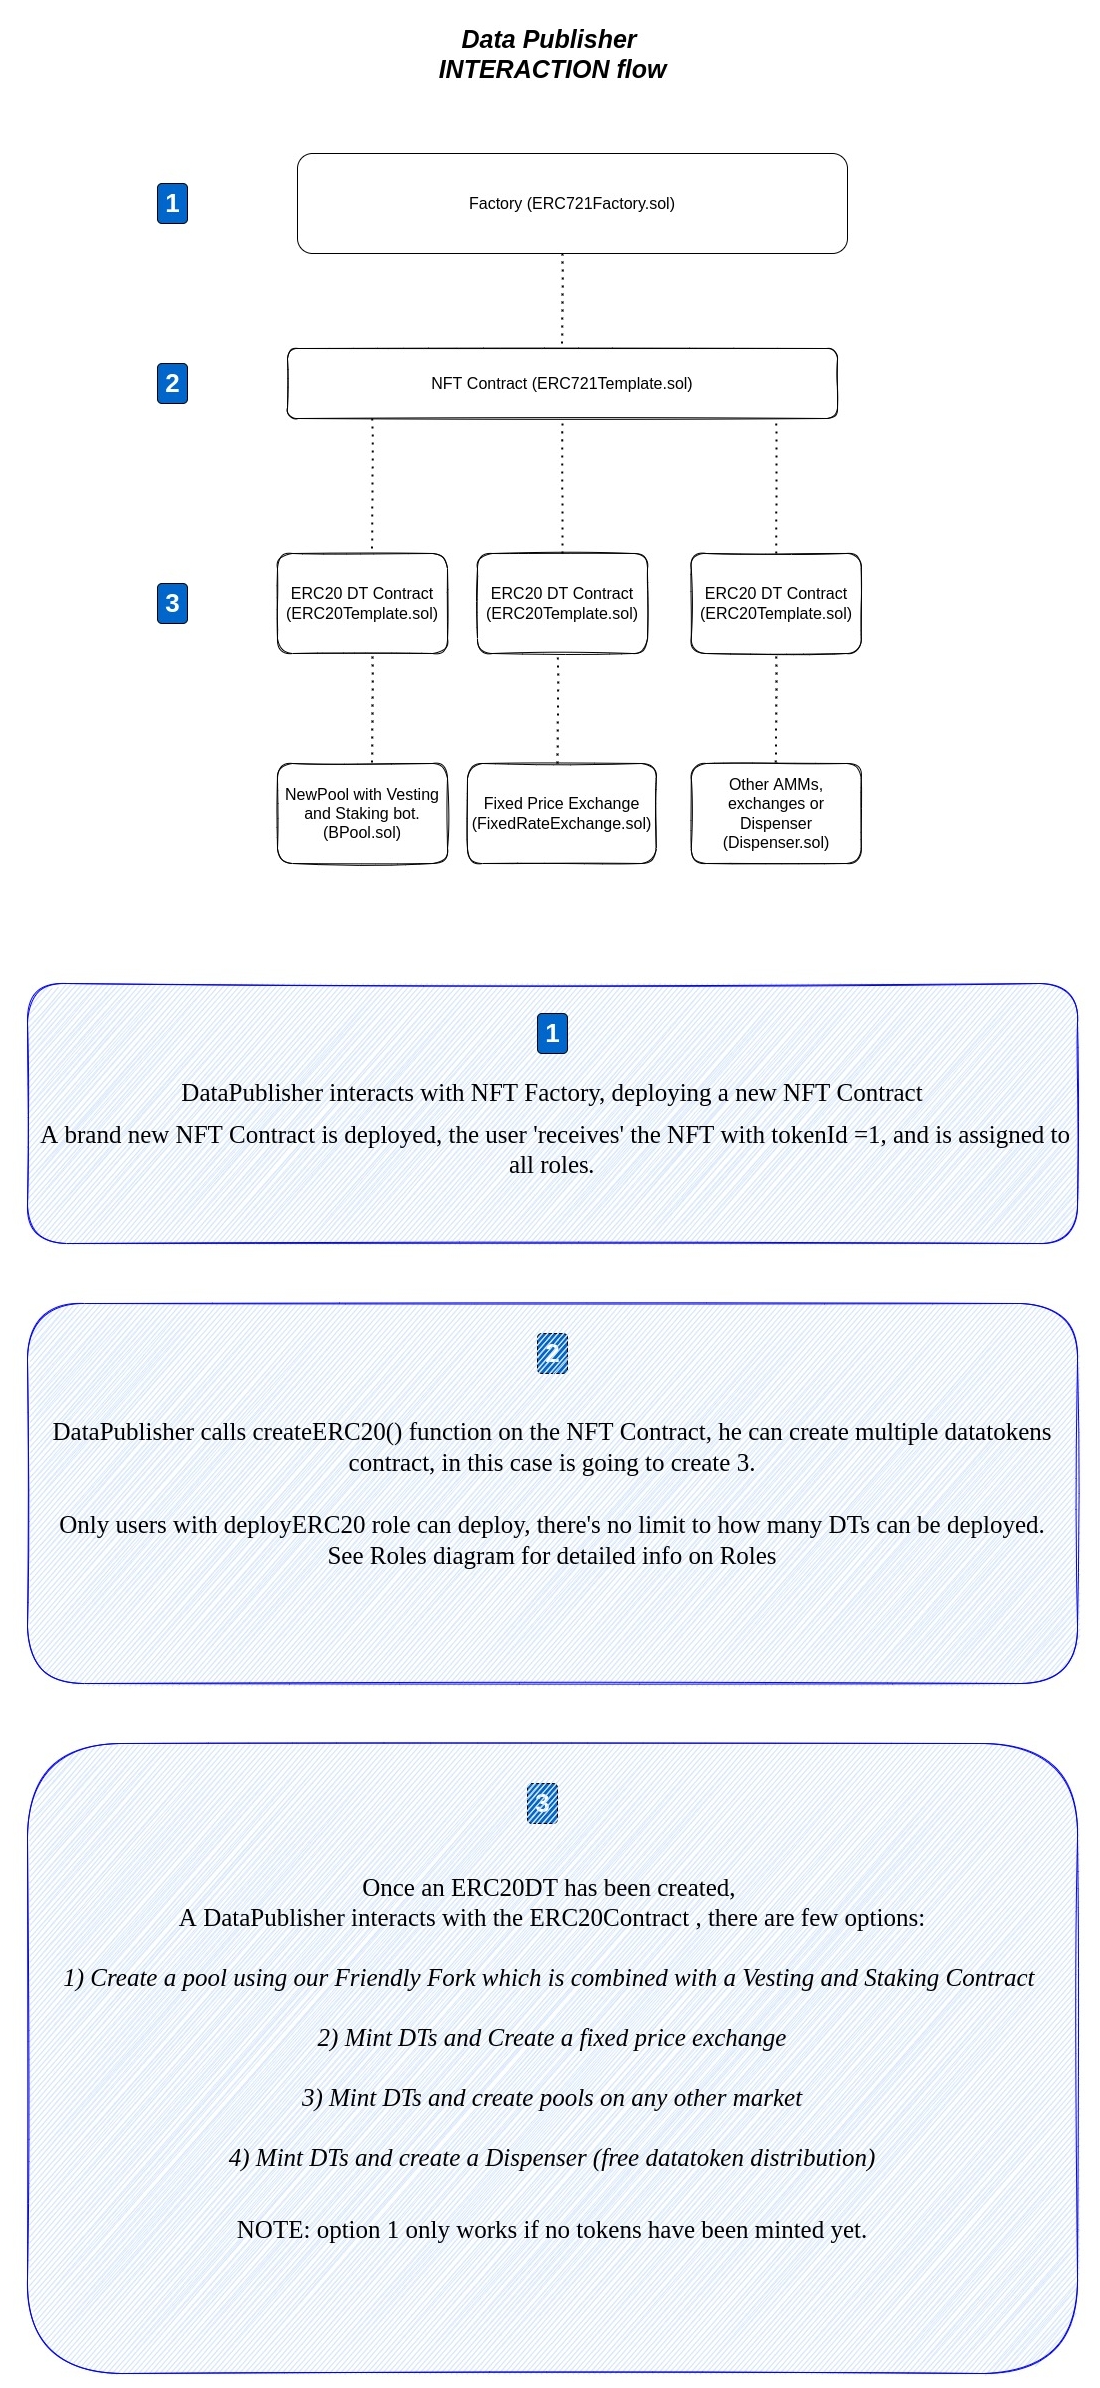 Data Publisher
INTERACTION flow
1
Factory (ERC721Factory.sol)
2
NFT Contract (ERC721Template.sol)
3
ERC20 DT Contract
(ERC20Template.sol)
ERC20 DT Contract
(ERC20Template.sol)
ERC20 DT Contract
(ERC20Template.sol)
NewPool with Vesting
and Staking bot.
(BPool.sol)
Fixed Price Exchange
(FixedRateExchange.sol)
Other AMMs,
exchanges or
Dispenser
(Dispenser.sol)
1
DataPublisher interacts with NFT Factory, deploying a new NFT Contract
A brand new NFT Contract is deployed, the user 'receives' the NFT with tokenId =1, and is assigned to
all roles.
2
DataPublisher calls createERC20() function on the NFT Contract, he can create multiple datatokens
contract, in this case is going to create 3.
Only users with deployERC20 role can deploy, there's no limit to how many DTs can be deployed.
See Roles diagram for detailed info on Roles
3
Once an ERC20DT has been created,
A DataPublisher interacts with the ERC20Contract , there are few options:
1) Create a pool using our Friendly Fork which is combined with a Vesting and Staking Contract
2) Mint DTs and Create a fixed price exchange
3) Mint DTs and create pools on any other market
4) Mint DTs and create a Dispenser (free datatoken distribution)
NOTE: option 1 only works if no tokens have been minted yet.